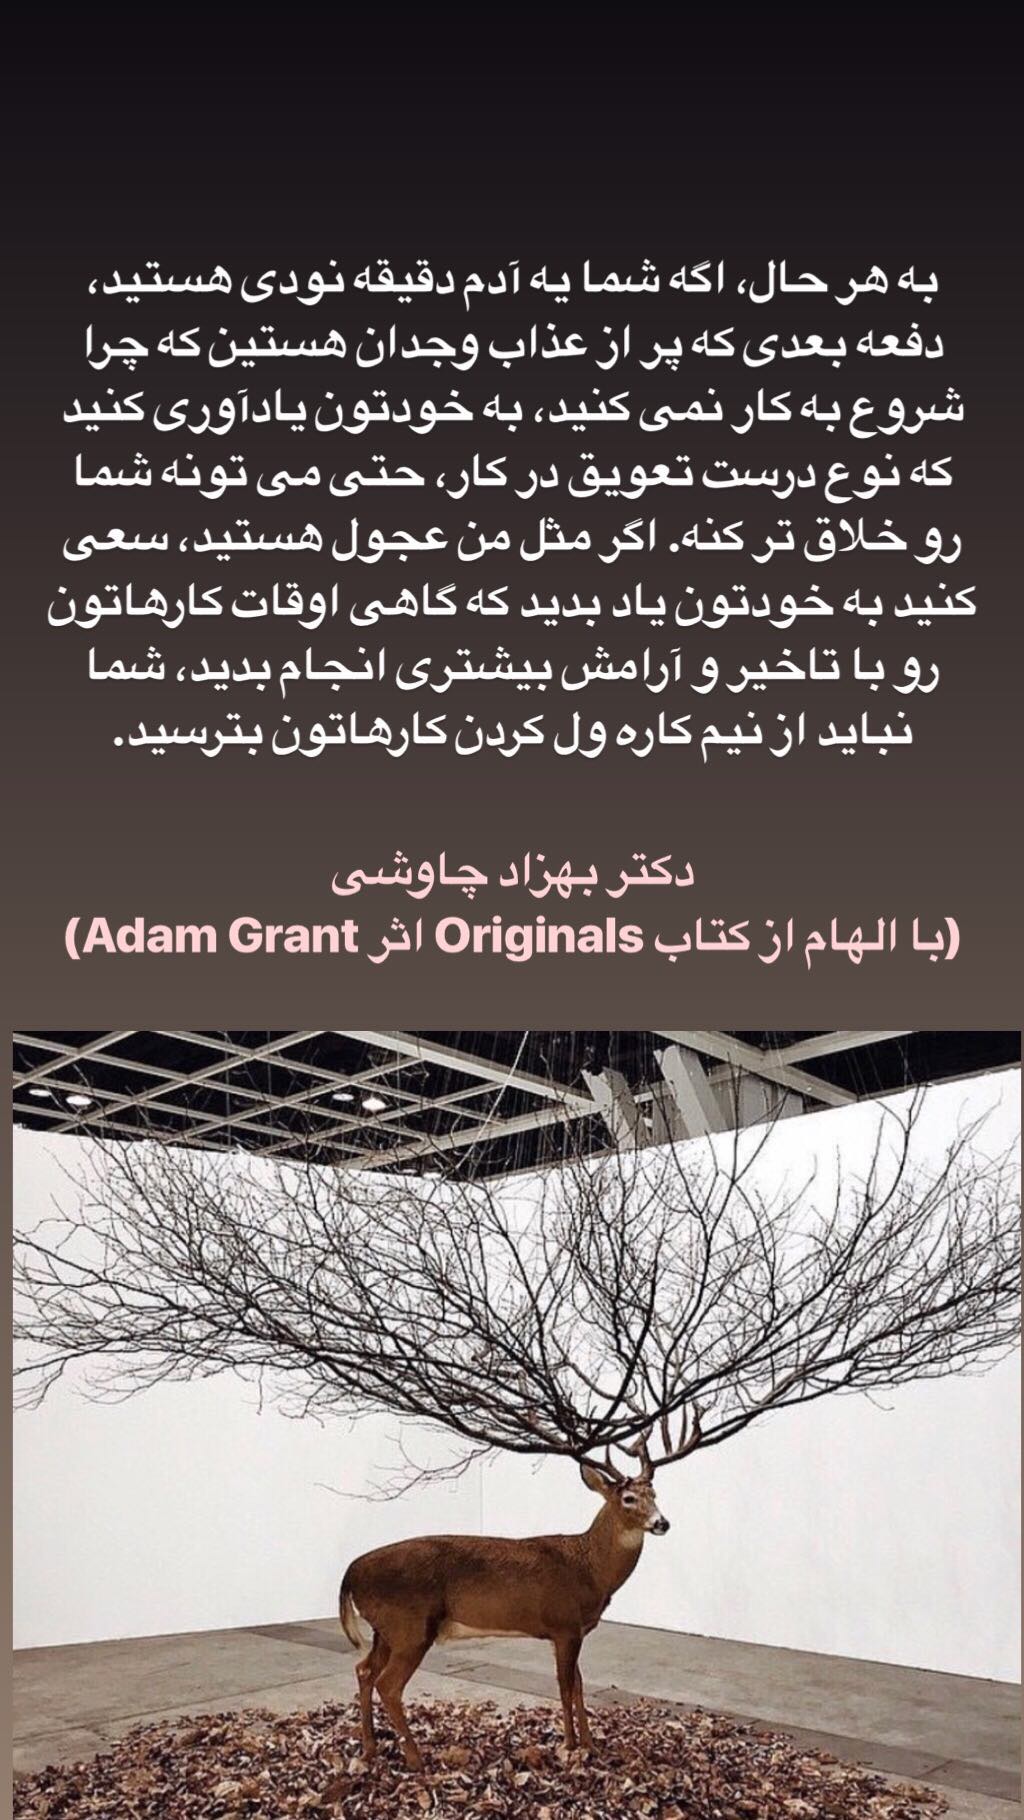 به هر حال، اگه شما یه آدم دقیقه نودی هستید،
دفعه بعدی که پر از عذاب وجدان هستین که چرا
شروع به کار نمی کنید، به خودتون یادآوری کنید
که نوع درست تعویق در کار، حتی می تونه شما
رو خلاق تر کنه. اگر مثل من عجول هستید، سعی
کنید به خودتون یاد بدید که گاهی اوقات کارهاتون
رو با تاخیر و آرامش بیشتری انجام بدید، شما
نباید از نیم کاره ول کردن کارهاتون بترسید.
دکتر بهزاد چاوشی
(با الهام از کتاب Originals اثر Adam Grant)